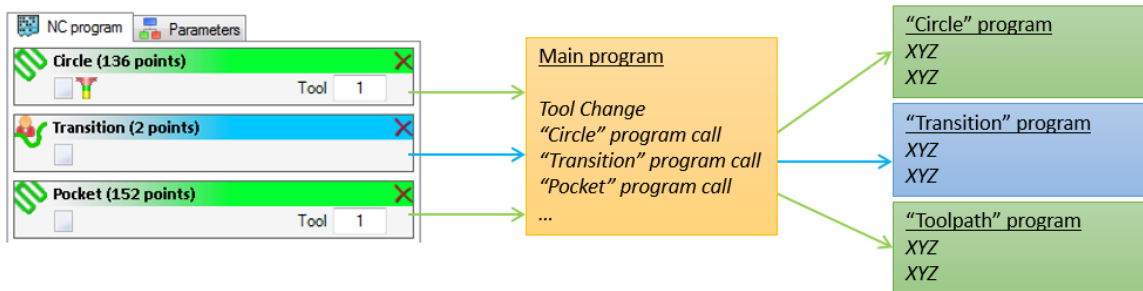 NC program
Parameters
Circle (136 points)
Tool 1
Transition (2 points)
Pocket (152 points)
Tool 1
Main program
Tool Change
“Circle” program call
“Transition” program call
“Pocket” program call
...
“Circle” program
XYZ
XYZ
“Transition” program
XYZ
XYZ
“Toolpath” program
XYZ
XYZ